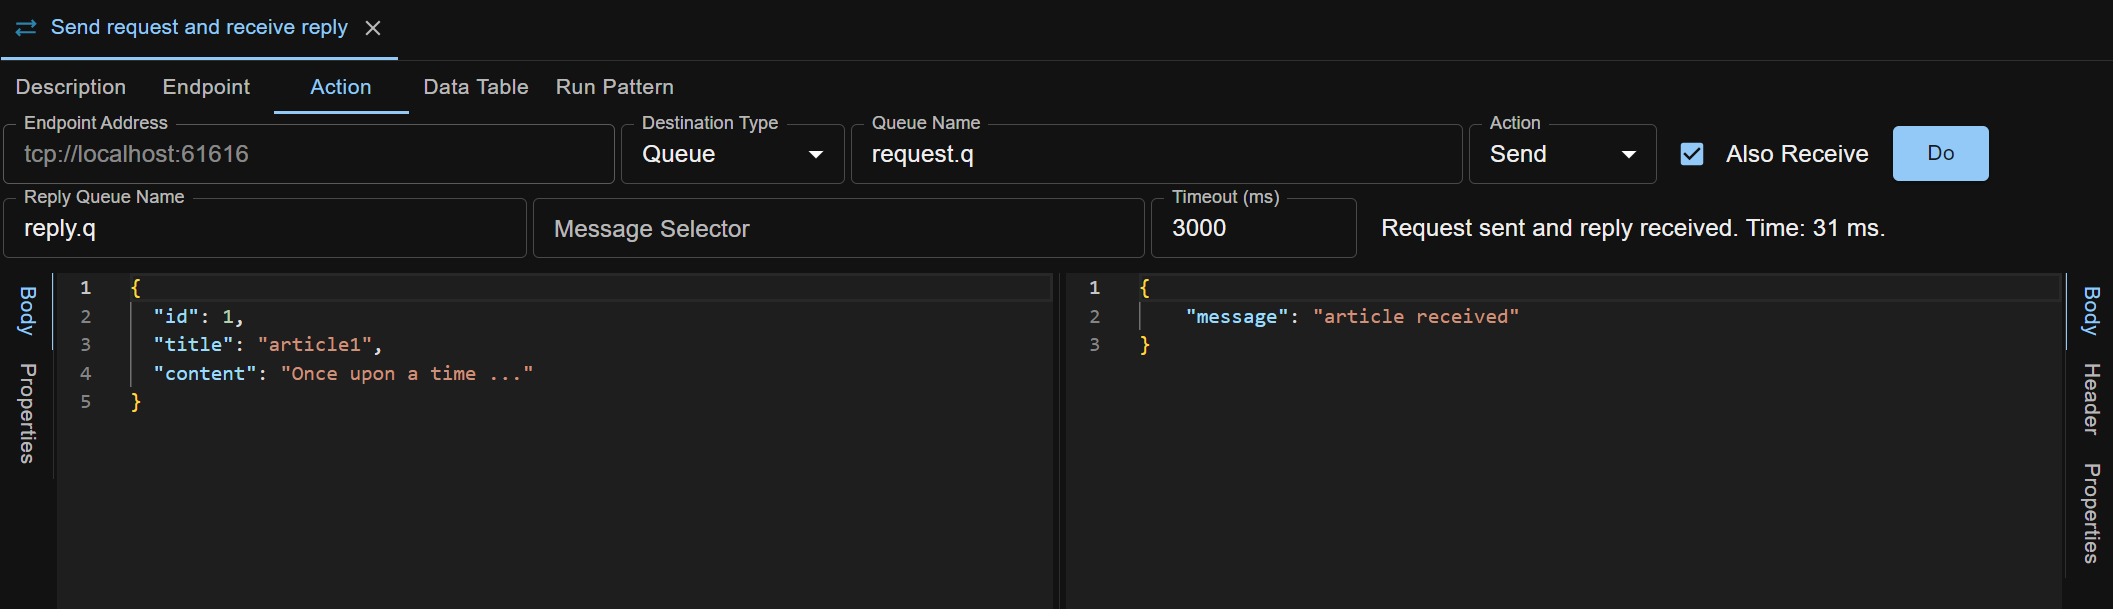 Send request and receive reply
Description Endpoint Action Data Table Run Pattern
Endpoint Address Destination Type Queue Name Action
tcp://localhost:61616 Queue request.q Send Also Receive Do
Reply Queue Name Timeout (ms)
reply.q Message Selector 3000 Request sent and reply received. Time: 31 ms.
Body
Properties
1 {
2 "id": 1,
3 "title": "article1",
4 "content": "Once upon a time ..."
5 }
1 {
2 "message": "article received"
3 }
Body
Header
Properties